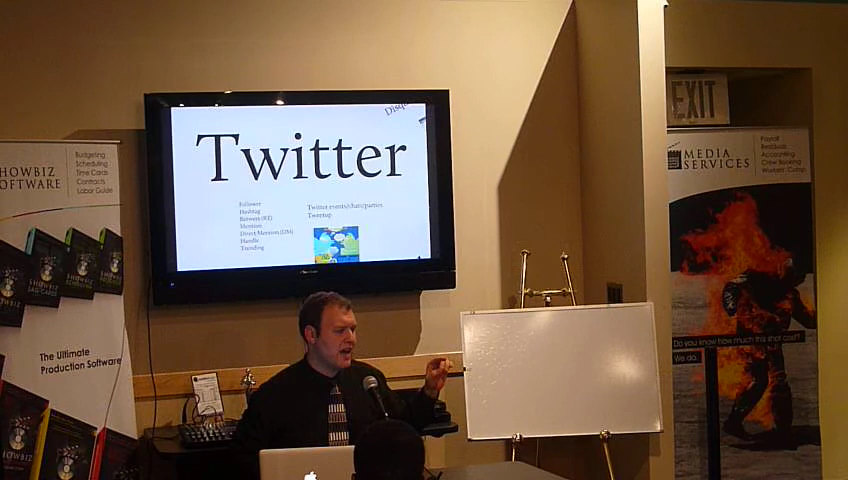 Twitter
Follower
Hashtag
Retweet (RT)
Mention
Direct Mention (DM)
Handle
Trending
Twitter events/chats/parties
Tweetup
SHOWBIZ
SOFTWARE
Budgeting
Scheduling
Time Cards
Contracts
Labor Guide
The Ultimate
Production Software
EXIT
MEDIA
SERVICES
Payroll
Residuals
Accounting
Crew Booking
Workers' Comp
Do you know how much this shot cost?
We do.